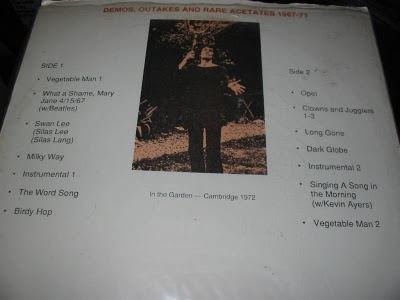 DEMOS, OUTAKES AND RARE ACETATES 1967-71
SIDE 1
• Vegetable Man 1
• What a Shame, Mary
Jane 4/15/67
(w/Beatles)
• Swan Lee
(Silas Lee
(Silas Lang)
• Milky Way
• Instrumental 1
• The Word Song
• Birdy Hop
In the Garden — Cambridge 1972
Side 2
• Opel
• Clowns and Jugglers
1-3
• Long Gone
• Dark Globe
• Instrumental 2
• Singing A Song in
the Morning
(w/Kevin Ayers)
• Vegetable Man 2